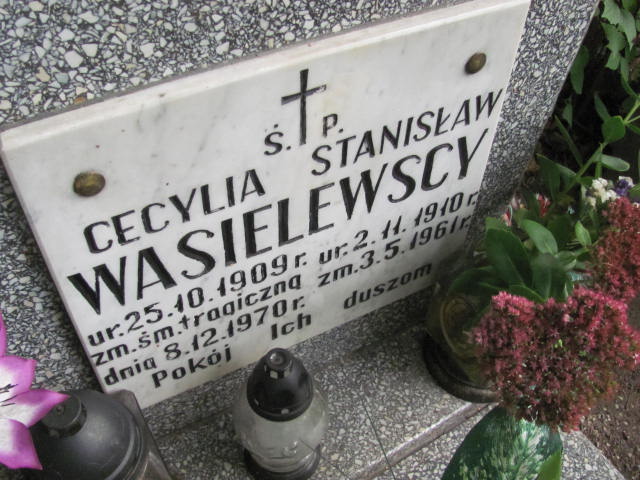 Ś. P.
CECYLIA STANISŁAW
WASIELEWSCY
ur. 25.10.1909 r. ur. 2.11.1910 r.
zm. śm. tragiczną zm. 3.5.1961 r.
dnia 8.12.1970 r.
Pokój Ich duszom